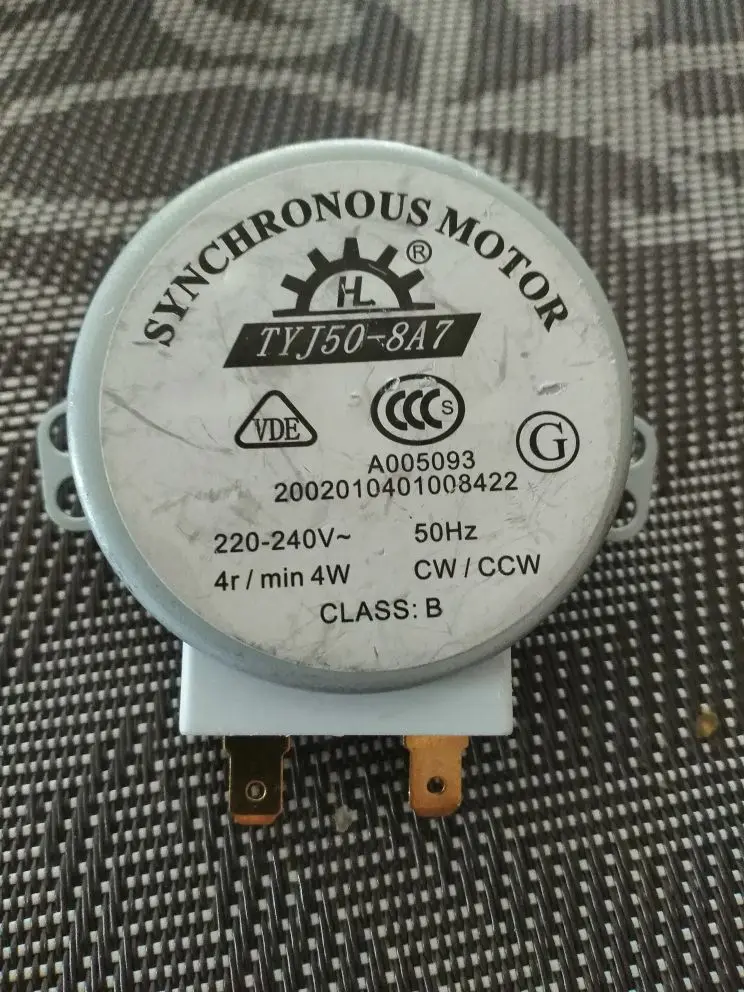 SYNCHRONOUS MOTOR
HL ®
TYJ50-8A7
VDE
CCC S
G
A005093
2002010401008422
220-240V~ 50Hz
4r / min 4W CW / CCW
CLASS: B